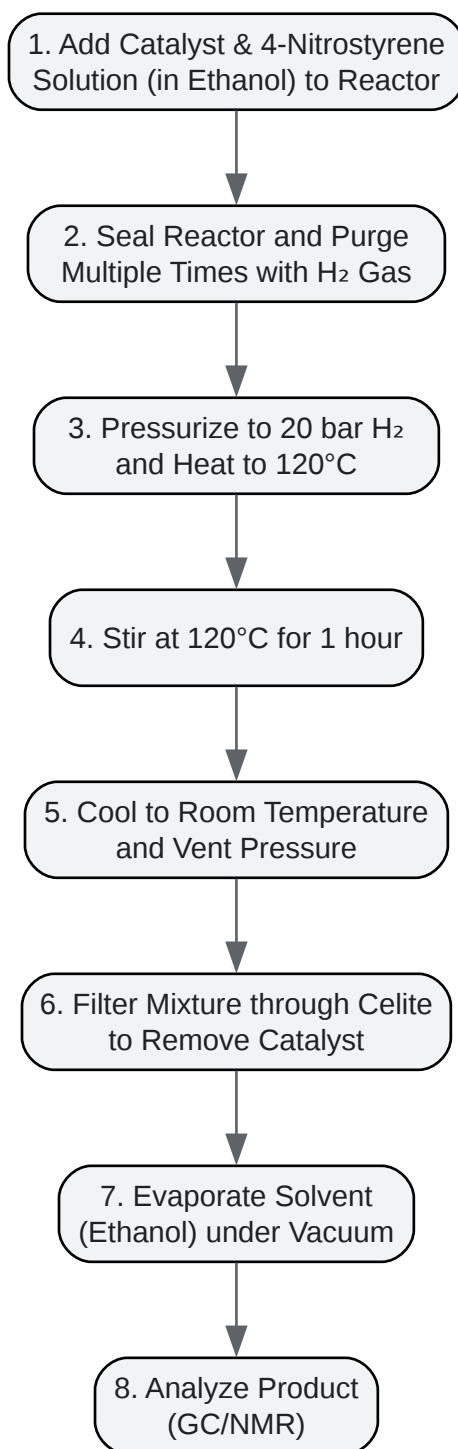 1. Add Catalyst & 4-Nitrostyrene
Solution (in Ethanol) to Reactor
2. Seal Reactor and Purge
Multiple Times with H₂ Gas
3. Pressurize to 20 bar H₂
and Heat to 120°C
4. Stir at 120°C for 1 hour
5. Cool to Room Temperature
and Vent Pressure
6. Filter Mixture through Celite
to Remove Catalyst
7. Evaporate Solvent
(Ethanol) under Vacuum
8. Analyze Product
(GC/NMR)